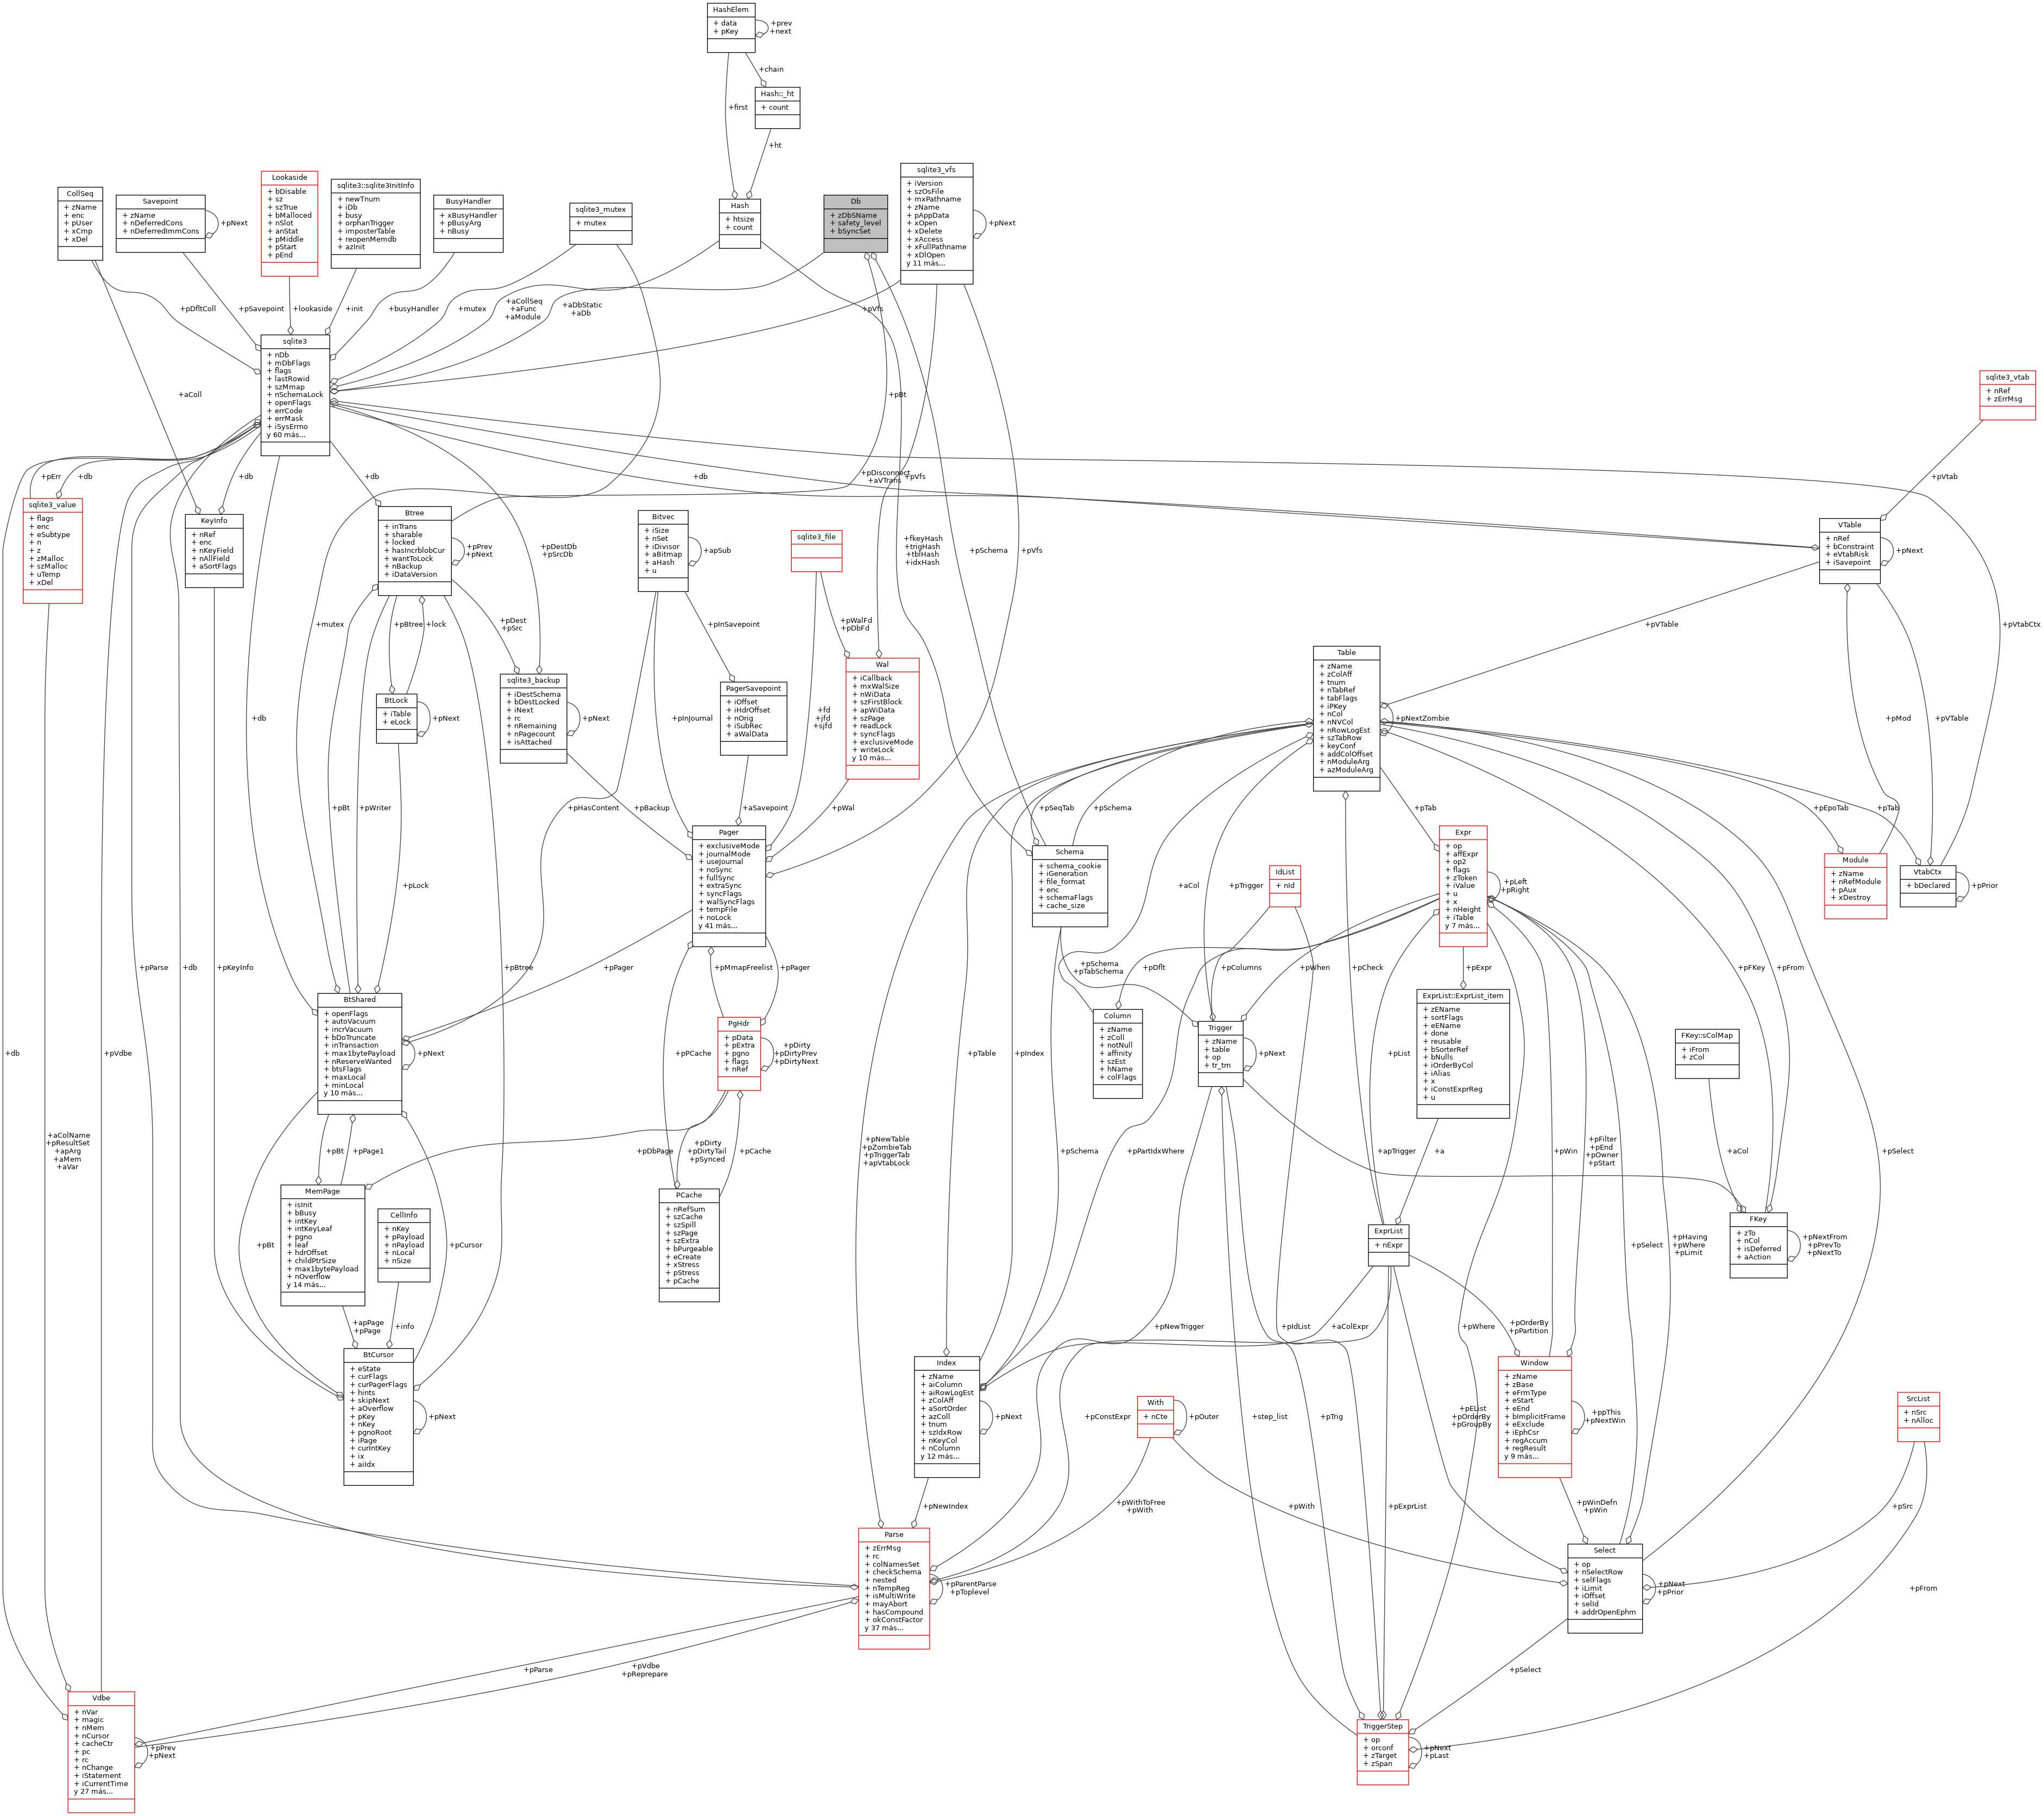 HashElem
+ data
+ pKey
+prev
+next
+chain
Hash::_ht
+ count
+first
+ht
Hash
+ htsize
+ count
sqlite3_vfs
+ iVersion
+ szOsFile
+ mxPathname
+ zName
+ pAppData
+ xOpen
+ xDelete
+ xAccess
+ xFullPathname
+ xDlOpen
y 11 más...
+pNext
Db
+ zDbSName
+ safety_level
+ bSyncSet
CollSeq
+ zName
+ enc
+ pUser
+ xCmp
+ xDel
Savepoint
+ zName
+ nDeferredCons
+ nDeferredImmCons
+pNext
Lookaside
+ bDisable
+ sz
+ szTrue
+ bMalloced
+ nSlot
+ anStat
+ pMiddle
+ pStart
+ pEnd
sqlite3::sqlite3InitInfo
+ newTnum
+ iDb
+ busy
+ orphanTrigger
+ imposterTable
+ reopenMemdb
+ azInit
BusyHandler
+ xBusyHandler
+ pBusyArg
+ nBusy
sqlite3_mutex
+ mutex
+pDfltColl
+pSavepoint
+lookaside
+init
+busyHandler
+mutex
+aCollSeq
+aFunc
+aModule
+aDbStatic
+aDb
+pVfs
sqlite3
+ nDb
+ mDbFlags
+ flags
+ lastRowid
+ szMmap
+ nSchemaLock
+ openFlags
+ errCode
+ errMask
+ iSysErrno
y 60 más...
+aColl
+pBt
sqlite3_vtab
+ nRef
+ zErrMsg
+pErr
+db
+db
+db
+db
+pDisconnect
+aVTrans
+pVfs
+pVtab
sqlite3_value
+ flags
+ enc
+ eSubtype
+ n
+ z
+ zMalloc
+ szMalloc
+ uTemp
+ xDel
KeyInfo
+ nRef
+ enc
+ nKeyField
+ nAllField
+ aSortFlags
Btree
+ inTrans
+ sharable
+ locked
+ hasIncrblobCur
+ wantToLock
+ nBackup
+ iDataVersion
+pPrev
+pNext
+pDestDb
+pSrcDb
Bitvec
+ iSize
+ nSet
+ iDivisor
+ aBitmap
+ aHash
+ u
+apSub
sqlite3_file
+fkeyHash
+trigHash
+tblHash
+idxHash
+pSchema
+pVfs
VTable
+ nRef
+ bConstraint
+ eVtabRisk
+ iSavepoint
+pNext
+mutex
+pBtree
+lock
+pDest
+pSrc
+pInSavepoint
+pWalFd
+pDbFd
+pVTable
+pVtabCtx
Table
+ zName
+ zColAff
+ tnum
+ nTabRef
+ tabFlags
+ iPKey
+ nCol
+ nNVCol
+ nRowLogEst
+ szTabRow
+ keyConf
+ addColOffset
+ nModuleArg
+ azModuleArg
+pNextZombie
BtLock
+ iTable
+ eLock
+pNext
sqlite3_backup
+ iDestSchema
+ bDestLocked
+ iNext
+ rc
+ nRemaining
+ nPagecount
+ isAttached
+pNext
PagerSavepoint
+ iOffset
+ iHdrOffset
+ nOrig
+ iSubRec
+ aWalData
Wal
+ iCallback
+ mxWalSize
+ nWiData
+ szFirstBlock
+ apWiData
+ szPage
+ readLock
+ syncFlags
+ exclusiveMode
+ writeLock
y 10 más...
+db
+pInJournal
+fd
+jfd
+sjfd
+pMod
+pVTable
+pBt
+pWriter
+pHasContent
+pBackup
+aSavepoint
+pWal
+pSeqTab
+pSchema
+pTab
+pEpoTab
+pTab
Pager
+ exclusiveMode
+ journalMode
+ useJournal
+ noSync
+ fullSync
+ extraSync
+ syncFlags
+ walSyncFlags
+ tempFile
+ noLock
y 41 más...
Schema
+ schema_cookie
+ iGeneration
+ file_format
+ enc
+ schemaFlags
+ cache_size
IdList
+ nId
Expr
+ op
+ affExpr
+ op2
+ flags
+ zToken
+ iValue
+ u
+ x
+ nHeight
+ iTable
y 7 más...
+pLeft
+pRight
Module
+ zName
+ nRefModule
+ pAux
+ xDestroy
VtabCtx
+ bDeclared
+pPrior
+pLock
+aCol
+pTrigger
+pParse
+db
+pKeyInfo
+pBtree
+pPager
+pMmapFreelist
+pPager
+pSchema
+pTabSchema
+pDflt
+pColumns
+pWhen
+pCheck
+pExpr
+pFKey
+pFrom
BtShared
+ openFlags
+ autoVacuum
+ incrVacuum
+ bDoTruncate
+ inTransaction
+ max1bytePayload
+ nReserveWanted
+ btsFlags
+ maxLocal
+ minLocal
y 10 más...
+pNext
PgHdr
+ pData
+ pExtra
+ pgno
+ flags
+ nRef
+pDirty
+pDirtyPrev
+pDirtyNext
Column
+ zName
+ zColl
+ notNull
+ affinity
+ szEst
+ hName
+ colFlags
Trigger
+ zName
+ table
+ op
+ tr_tm
+pNext
ExprList::ExprList_item
+ zEName
+ sortFlags
+ eEName
+ done
+ reusable
+ bSorterRef
+ bNulls
+ iOrderByCol
+ iAlias
+ x
+ iConstExprReg
+ u
FKey::sColMap
+ iFrom
+ zCol
+db
+pVdbe
+pPCache
+pTable
+pIndex
+pList
+aColName
+pResultSet
+apArg
+aMem
+aVar
+pBt
+pPage1
+pDbPage
+pDirty
+pDirtyTail
+pSynced
+pCache
+pNewTable
+pZombieTab
+pTriggerTab
+apVtabLock
+pSchema
+pPartIdxWhere
+apTrigger
+a
+pWin
+pFilter
+pEnd
+pOwner
+pStart
+aCol
+pSelect
MemPage
+ isInit
+ bBusy
+ intKey
+ intKeyLeaf
+ pgno
+ leaf
+ hdrOffset
+ childPtrSize
+ max1bytePayload
+ nOverflow
y 14 más...
CellInfo
+ nKey
+ pPayload
+ nPayload
+ nLocal
+ nSize
PCache
+ nRefSum
+ szCache
+ szSpill
+ szPage
+ szExtra
+ bPurgeable
+ eCreate
+ xStress
+ pStress
+ pCache
ExprList
+ nExpr
FKey
+ zTo
+ nCol
+ isDeferred
+ aAction
+pNextFrom
+pPrevTo
+pNextTo
+pBt
+pCursor
+pSelect
+pHaving
+pWhere
+pLimit
+apPage
+pPage
+info
+pNewTrigger
+pIdList
+aColExpr
+pWhere
+pOrderBy
+pPartition
BtCursor
+ eState
+ curFlags
+ curPagerFlags
+ hints
+ skipNext
+ aOverflow
+ pKey
+ nKey
+ pgnoRoot
+ iPage
+ curIntKey
+ ix
+ aiIdx
+pNext
Index
+ zName
+ aiColumn
+ aiRowLogEst
+ zColAff
+ aSortOrder
+ azColl
+ tnum
+ szIdxRow
+ nKeyCol
+ nColumn
y 12 más...
+pNext
With
+ nCte
+pOuter
Window
+ zName
+ zBase
+ eFrmType
+ eStart
+ eEnd
+ bImplicitFrame
+ eExclude
+ iEphCsr
+ regAccum
+ regResult
y 9 más...
+ppThis
+pNextWin
SrcList
+ nSrc
+ nAlloc
+pConstExpr
+step_list
+pTrig
+pEList
+pOrderBy
+pGroupBy
+pNewIndex
+pWithToFree
+pWith
+pWith
+pExprList
+pWinDefn
+pWin
+pSrc
Parse
+ zErrMsg
+ rc
+ colNamesSet
+ checkSchema
+ nested
+ nTempReg
+ isMultiWrite
+ mayAbort
+ hasCompound
+ okConstFactor
y 37 más...
+pParentParse
+pToplevel
Select
+ op
+ nSelectRow
+ selFlags
+ iLimit
+ iOffset
+ selId
+ addrOpenEphm
+pNext
+pPrior
+pFrom
+pParse
+pVdbe
+pReprepare
+pSelect
Vdbe
+ nVar
+ magic
+ nMem
+ nCursor
+ cacheCtr
+ pc
+ rc
+ nChange
+ iStatement
+ iCurrentTime
y 27 más...
+pPrev
+pNext
TriggerStep
+ op
+ orconf
+ zTarget
+ zSpan
+pNext
+pLast